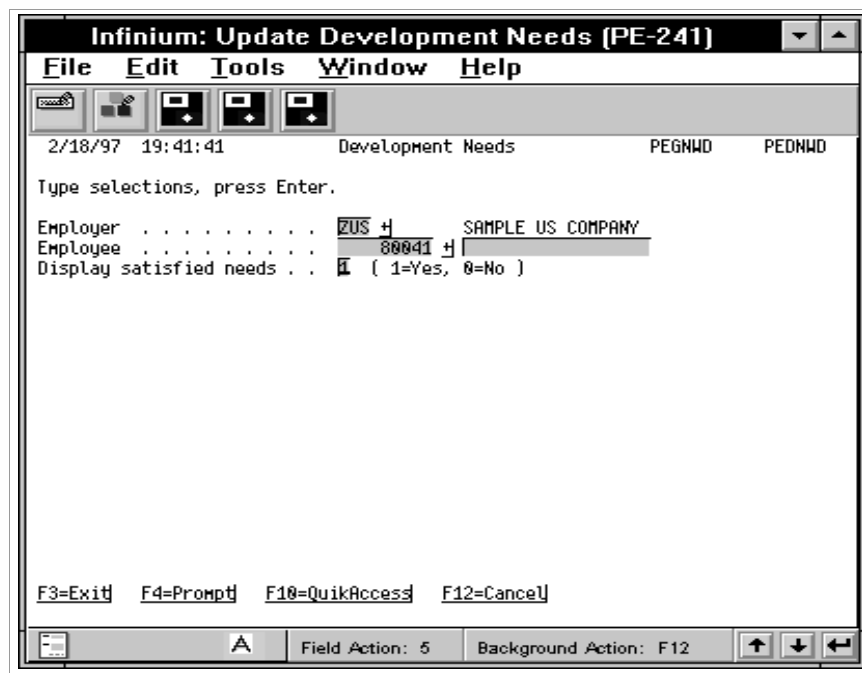 Infinium: Update Development Needs (PE-241)
File Edit Tools Window Help
2/18/97 19:41:41 Development Needs PEGNWD PEDNWD
Type selections, press Enter.
Employer . . . . . . . . . . ZUS + SAMPLE US COMPANY
Employee . . . . . . . . . . 80041 +
Display satisfied needs . . 1 ( 1=Yes, 0=No )
F3=Exit F4=Prompt F10=QuikAccess F12=Cancel
A Field Action: 5 Background Action: F12